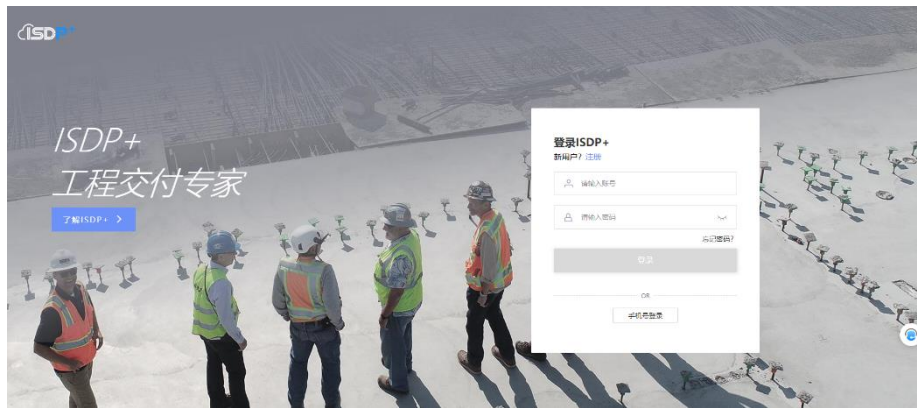 ISDP+
ISDP+
工程交付专家
了解ISDP+ >
登录ISDP+
新用户? 注册
请输入账号
请输入密码
忘记密码?
登录
OR
手机号登录